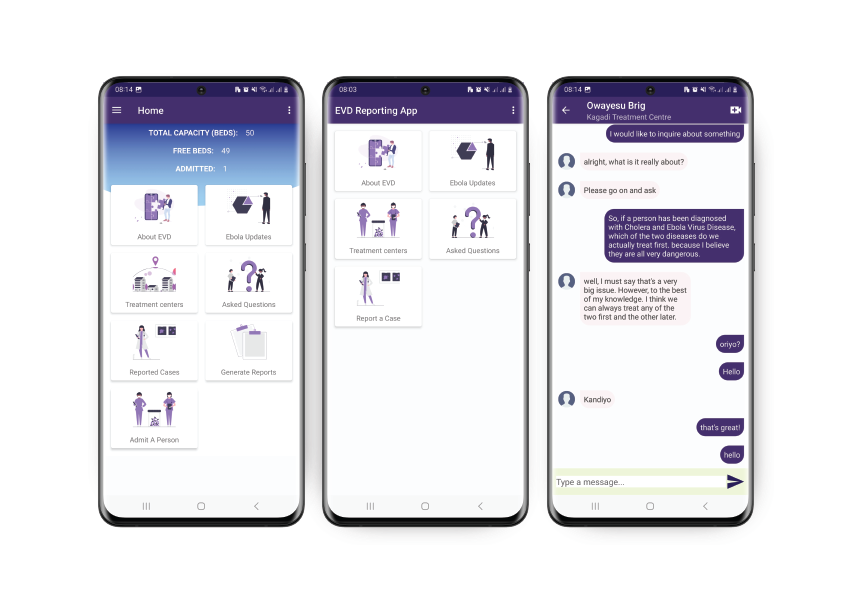 08:14
Home
TOTAL CAPACITY (BEDS): 50
FREE BEDS: 49
ADMITTED: 1
About EVD
Ebola Updates
Treatment centers
Asked Questions
Reported Cases
Generate Reports
Admit A Person
08:03
EVD Reporting App
About EVD
Ebola Updates
Treatment centers
Asked Questions
Report a Case
08:14
Owayesu Brig
Kagadi Treatment Centre
I would like to inquire about something
alright, what is it really about?
Please go on and ask
So, if a person has been diagnosed
with Cholera and Ebola Virus Disease,
which of the two diseases do we
actually treat first. because I believe
they are all very dangerous.
well, I must say that's a very
big issue. However, to the best
of my knowledge. I think we
can always treat any of the
two first and the other later.
oriyo?
Hello
Kandiyo
that's great!
hello
Type a message...